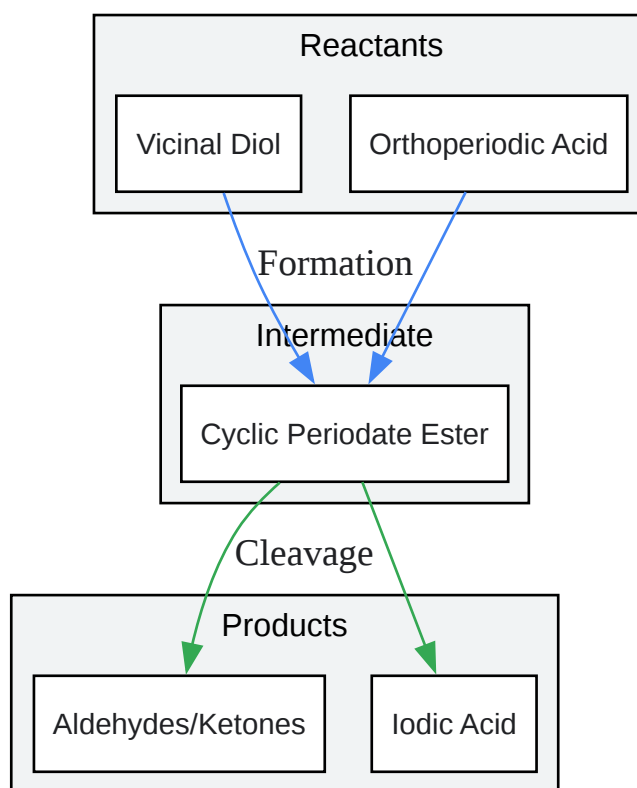 Reactants
Vicinal Diol
Orthoperiodic Acid
Formation
Intermediate
Cyclic Periodate Ester
Cleavage
Products
Aldehydes/Ketones
Iodic Acid